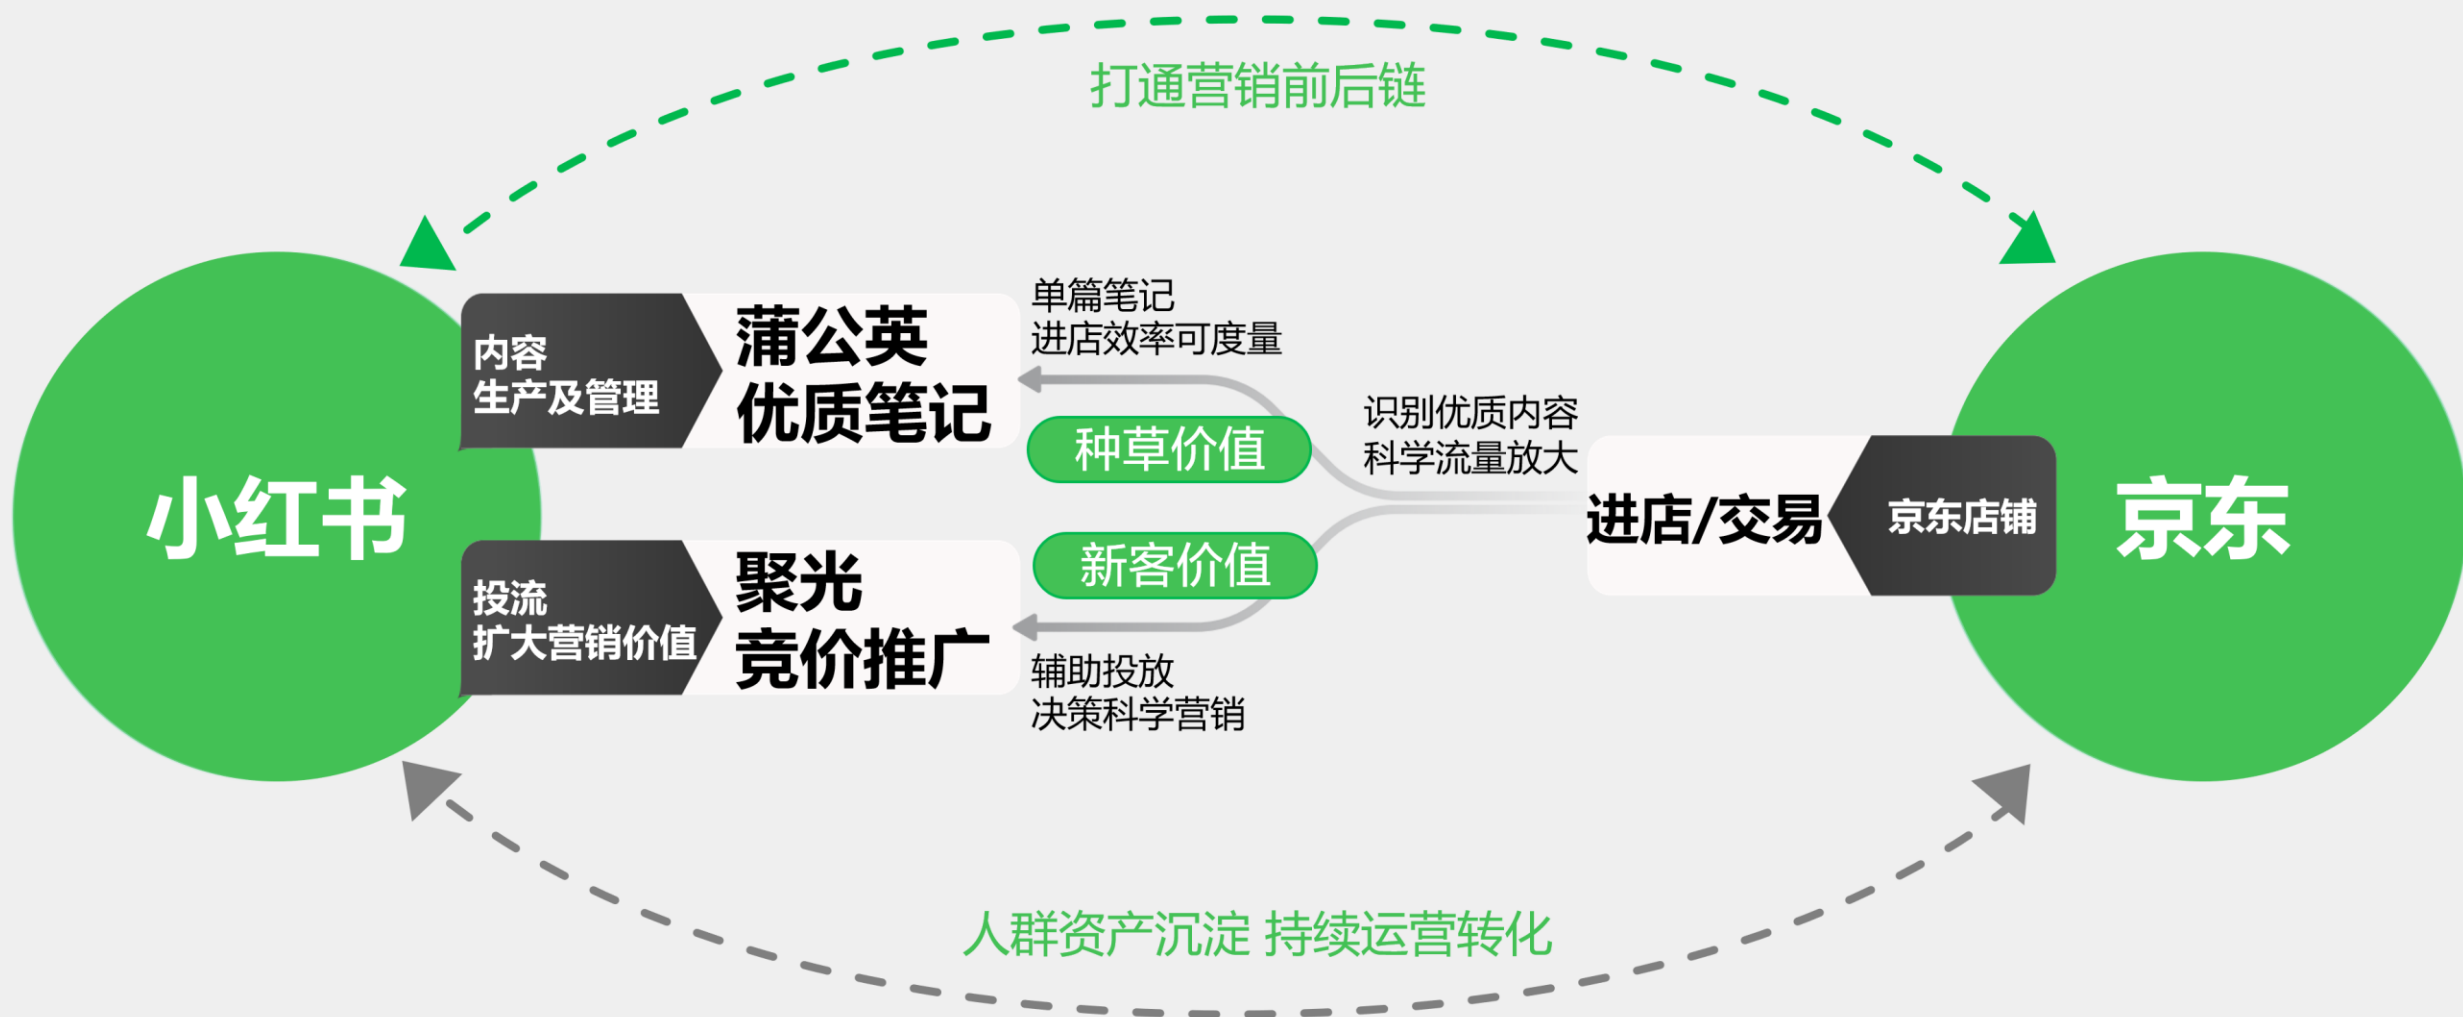 打通营销前后链
小红书
内容
生产及管理
蒲公英
优质笔记
单篇笔记
进店效率可度量
种草价值
识别优质内容
科学流量放大
进店/交易
京东店铺
京东
投流
扩大营销价值
聚光
竞价推广
新客价值
辅助投放
决策科学营销
人群资产沉淀 持续运营转化